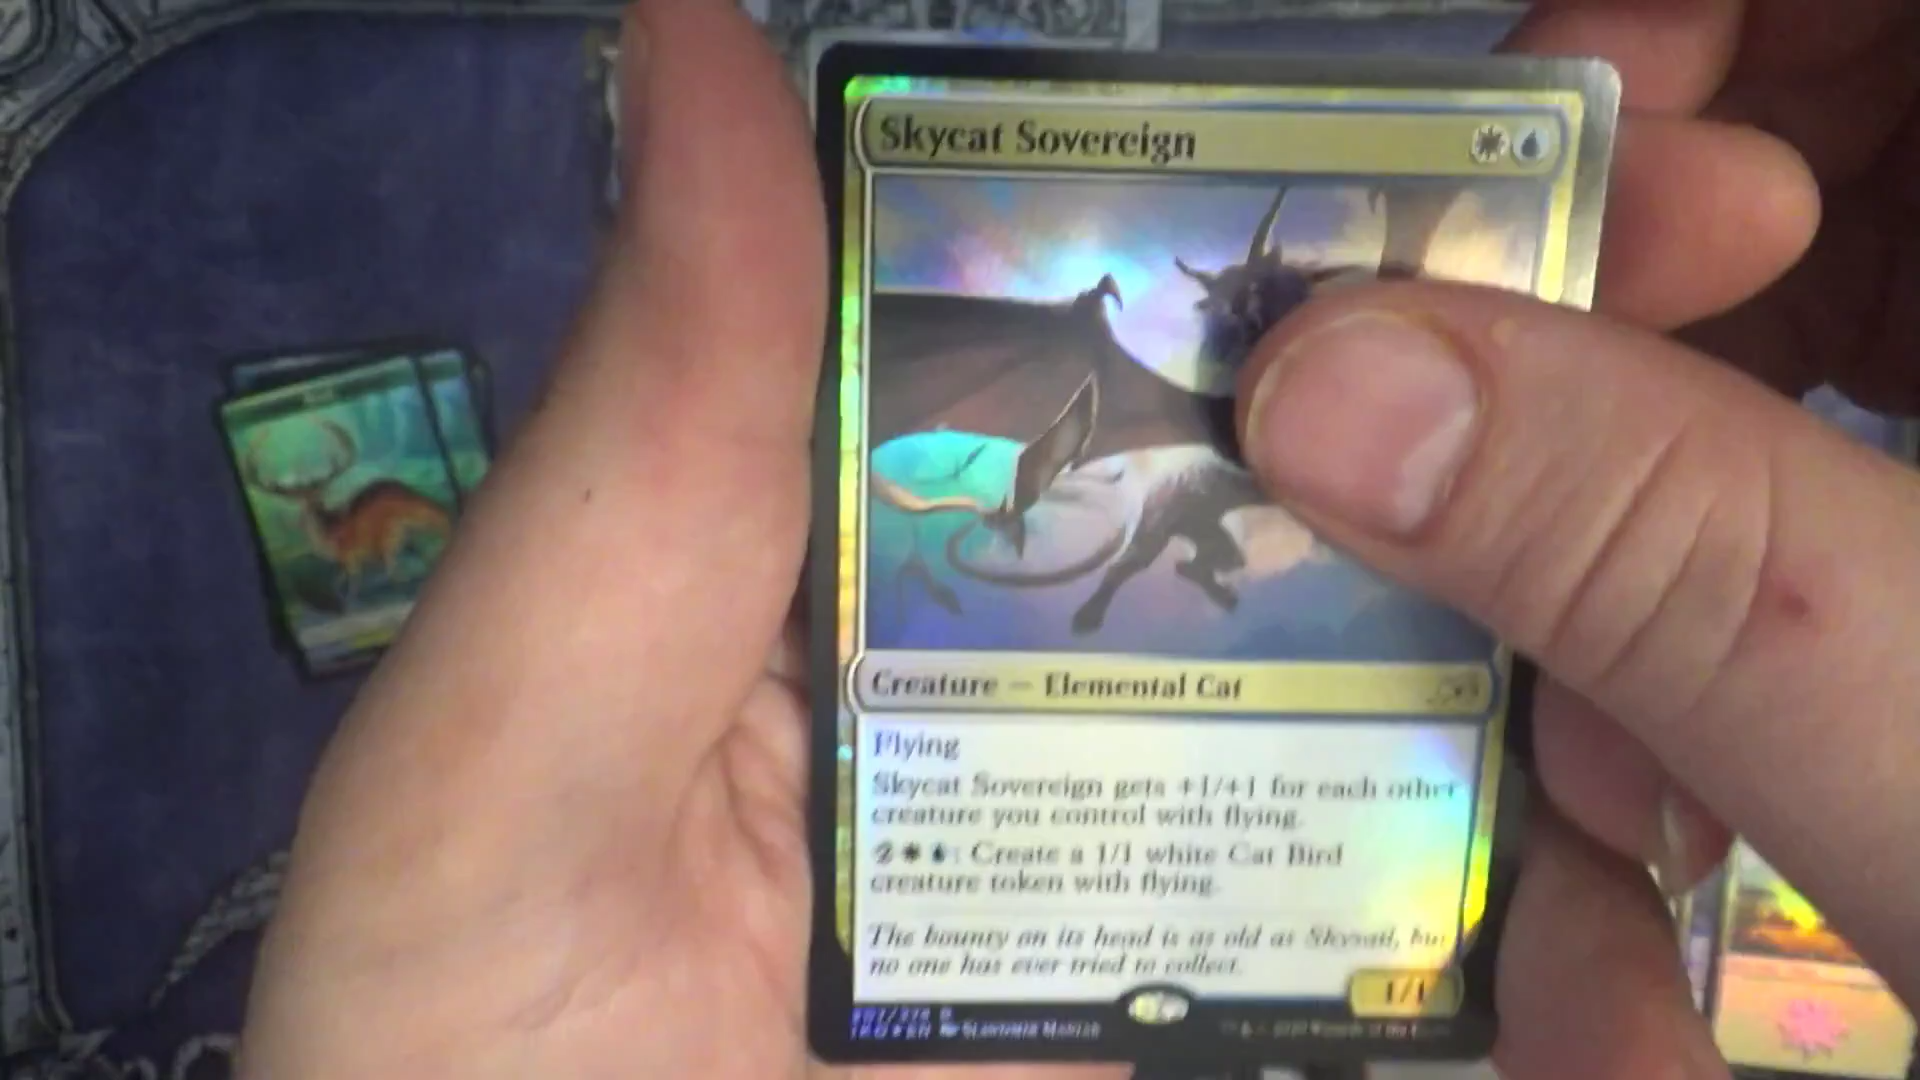 Skycat Sovereign
Creature — Elemental Cat
Flying
Skycat Sovereign gets +1/+1 for each other
creature you control with flying.
2 : Create a 1/1 white Cat Bird
creature token with flying.
The bounty on its head is as old as Skysail, but
no one has ever tried to collect.
1/1